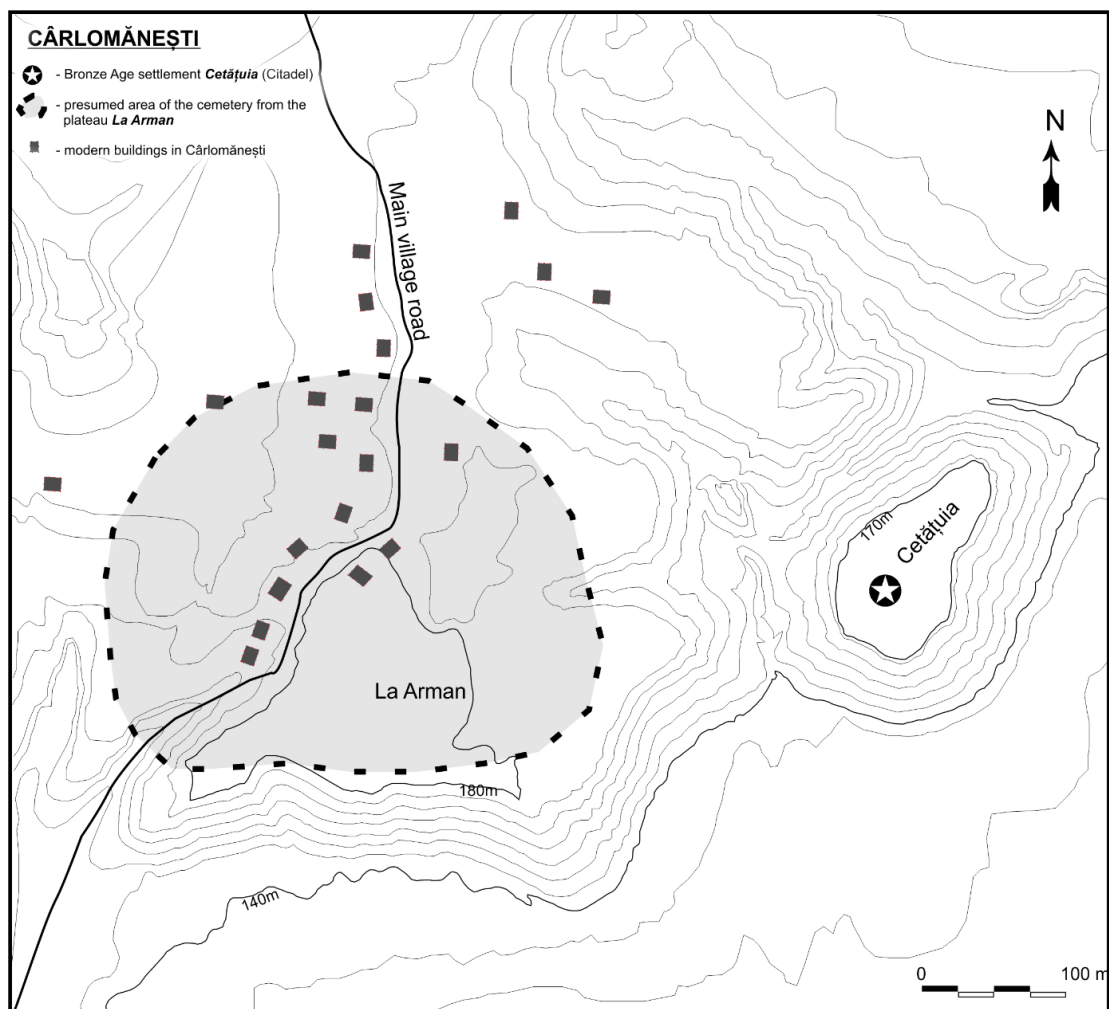 CÂRLOMĂNEȘTI
- Bronze Age settlement Cetățuia (Citadel)
- presumed area of the cemetery from the
plateau La Arman
- modern buildings in Cârlomănești
N
Main village road
170m
Cetățuia
La Arman
180m
140m
0 100 m